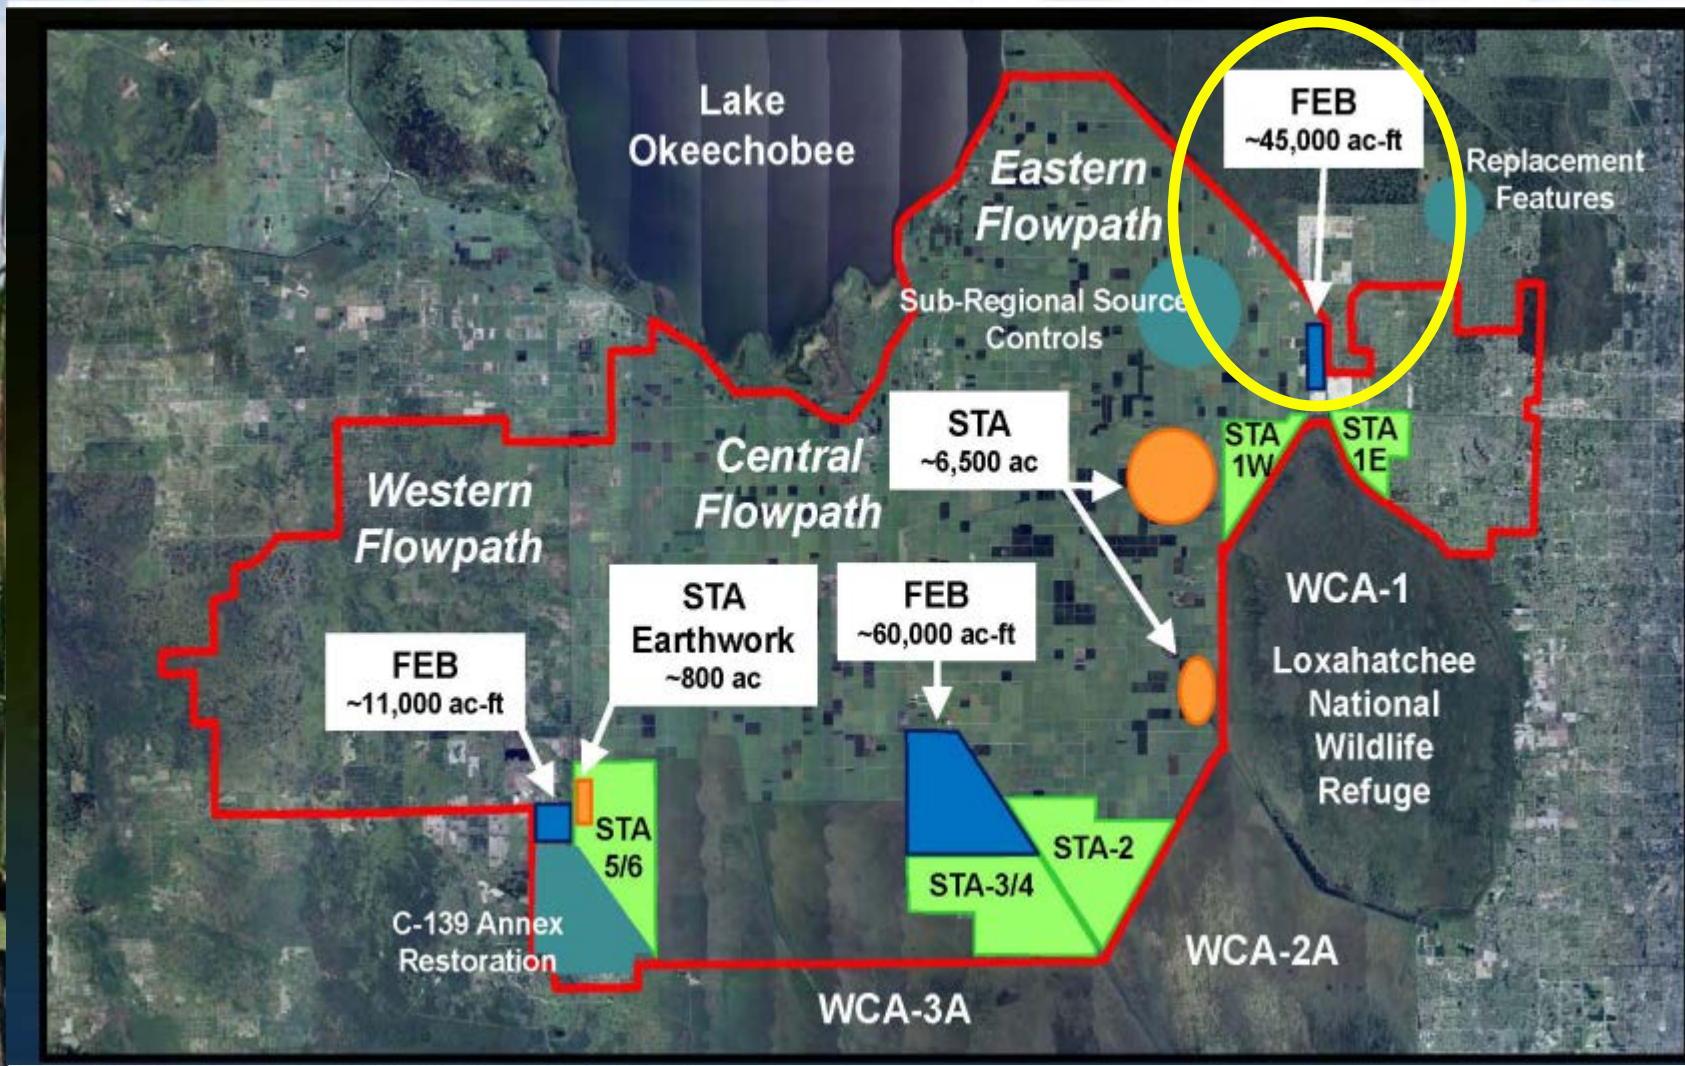 Lake
Okeechobee
FEB
~45,000 ac-ft
Replacement
Features
Eastern
Flowpath
Sub-Regional Source
Controls
STA
~6,500 ac
STA
1W
STA
1E
Central
Flowpath
Western
Flowpath
WCA-1
Loxahatchee
National
Wildlife
Refuge
STA
Earthwork
~800 ac
FEB
~60,000 ac-ft
FEB
~11,000 ac-ft
STA
5/6
STA-2
STA-3/4
C-139 Annex
Restoration
WCA-2A
WCA-3A